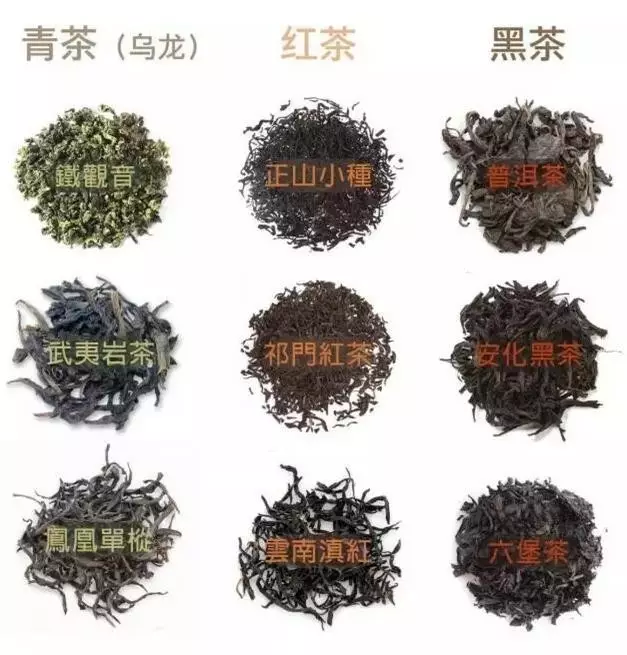 青茶（乌龙）
红茶
黑茶
鐵觀音
正山小種
普洱茶
武夷岩茶
祁門紅茶
安化黑茶
鳳凰單樅
雲南滇紅
六堡茶